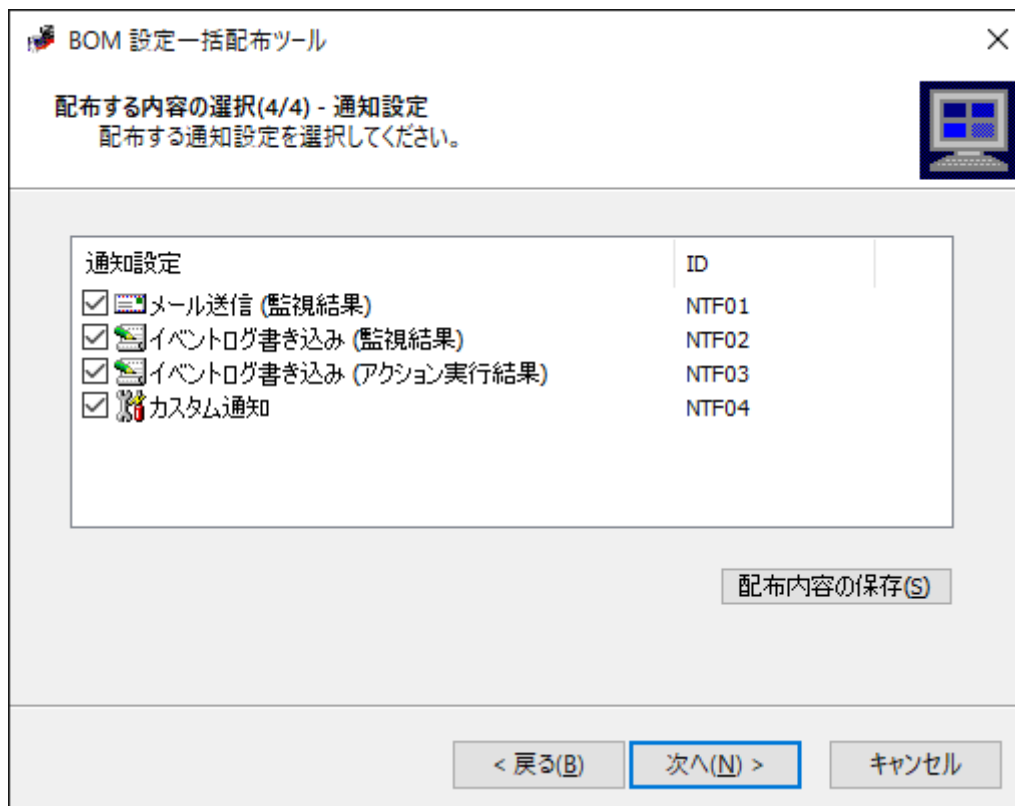 BOM 設定一括配布ツール
配布する内容の選択(4/4) - 通知設定
配布する通知設定を選択してください。
通知設定 ID
メール送信 (監視結果) NTF01
イベントログ書き込み (監視結果) NTF02
イベントログ書き込み (アクション実行結果) NTF03
カスタム通知 NTF04
配布内容の保存(S)
< 戻る(B) 次へ(N) > キャンセル